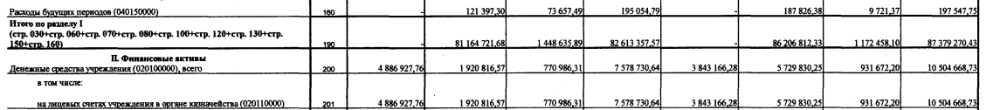 Расходы будущих периодов (040150000) 160 - 121 397,30 73 657,49 195 054,79 - 187 826,38 9 721,37 197 547,75
Итого по разделу I
(стр. 030+стр. 060+стр. 070+стр. 080+стр. 100+стр. 120+стр. 130+стр.
150+стр. 160) 190 - 81 164 721,68 1 448 635,89 82 613 357,57 - 86 206 812,33 1 172 458,10 87 379 270,43
II. Финансовые активы
Денежные средства учреждения (020100000), всего 200 4 886 927,76 1 920 816,57 770 986,31 7 578 730,64 3 843 166,28 5 729 830,25 931 672,20 10 504 668,73
в том числе:
на лицевых счетах учреждения в органе казначейства (020110000) 201 4 886 927,76 1 920 816,57 770 986,31 7 578 730,64 3 843 166,28 5 729 830,25 931 672,20 10 504 668,73